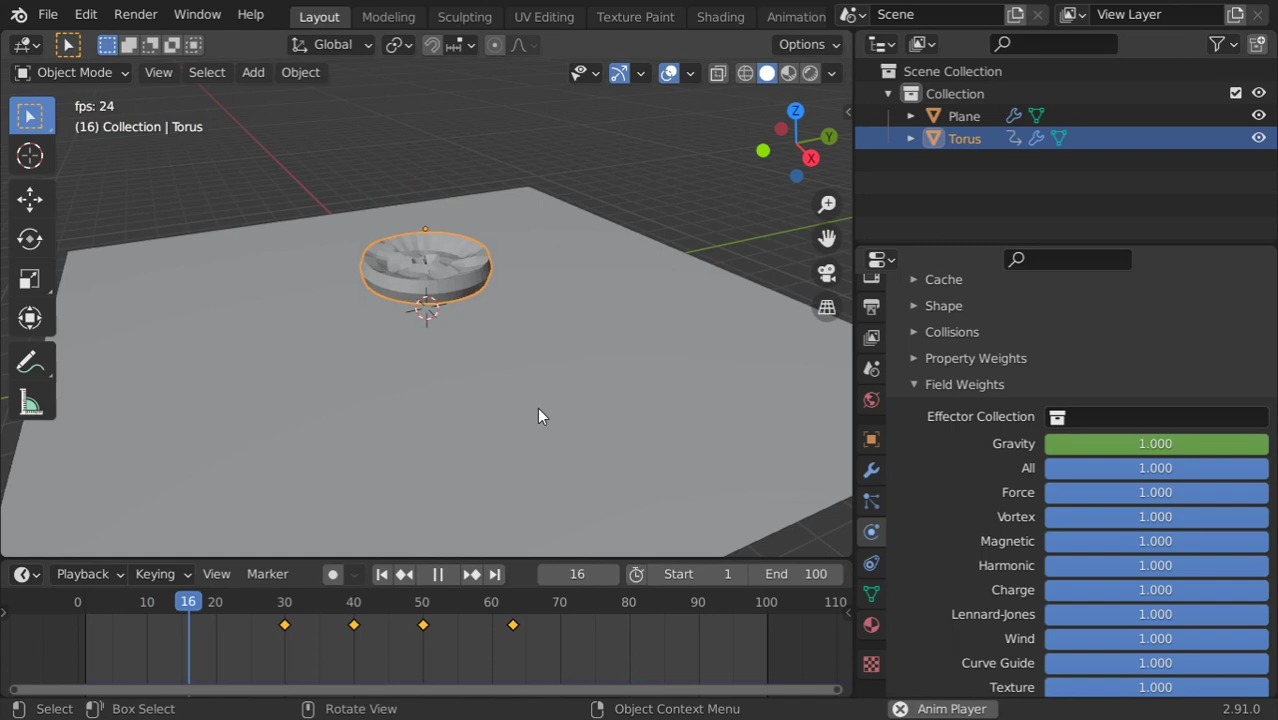 File Edit Render Window Help Layout Modeling Sculpting UV Editing Texture Paint Shading Animation Scene View Layer
Global Options
Object Mode View Select Add Object
Scene Collection
Collection
Plane
Torus
fps: 24
(16) Collection | Torus
Z
Y
X
Cache
Shape
Collisions
Property Weights
Field Weights
Effector Collection
Gravity 1.000
All 1.000
Force 1.000
Vortex 1.000
Magnetic 1.000
Harmonic 1.000
Charge 1.000
Lennard-Jones 1.000
Wind 1.000
Curve Guide 1.000
Texture 1.000
Playback Keying View Marker 16 Start 1 End 100
0 10 16 20 30 40 50 60 70 80 90 100 110
Select Box Select Rotate View Object Context Menu Anim Player 2.91.0